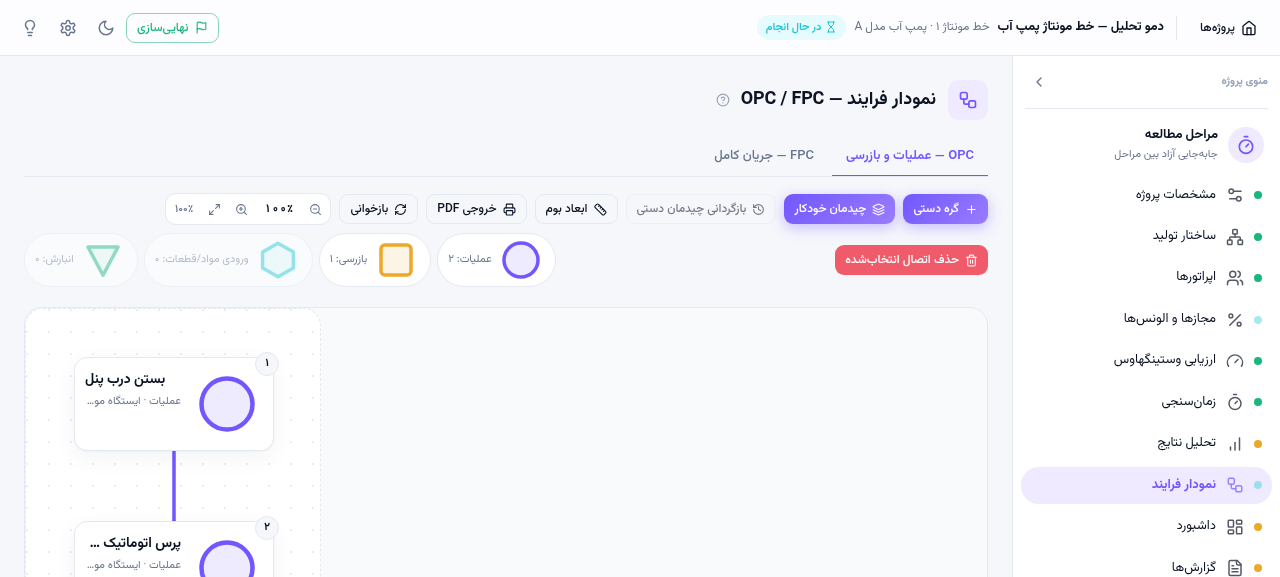 پروژه‌ها
دمو تحلیل — خط مونتاژ پمپ آب
خط مونتاژ ۱ · پمپ آب مدل A
در حال انجام
نهایی‌سازی
منوی پروژه
مراحل مطالعه
جابه‌جایی آزاد بین مراحل
مشخصات پروژه
ساختار تولید
اپراتورها
مجازها و الونس‌ها
ارزیابی وستینگهاوس
زمان‌سنجی
تحلیل نتایج
نمودار فرایند
داشبورد
گزارش‌ها
نمودار فرایند — OPC / FPC
OPC — عملیات و بازرسی
FPC — جریان کامل
گره دستی
چیدمان خودکار
بازگردانی چیدمان دستی
ابعاد بوم
خروجی PDF
بازخوانی
۱۰۰٪
۱۰۰٪
حذف اتصال انتخاب‌شده
عملیات: ۲
بازرسی: ۱
ورودی مواد/قطعات: ۰
انبارش: ۰
۱
بستن درب پنل
عملیات · ایستگاه مو...
۲
پرس اتوماتیک ...
عملیات · ایستگاه مو...